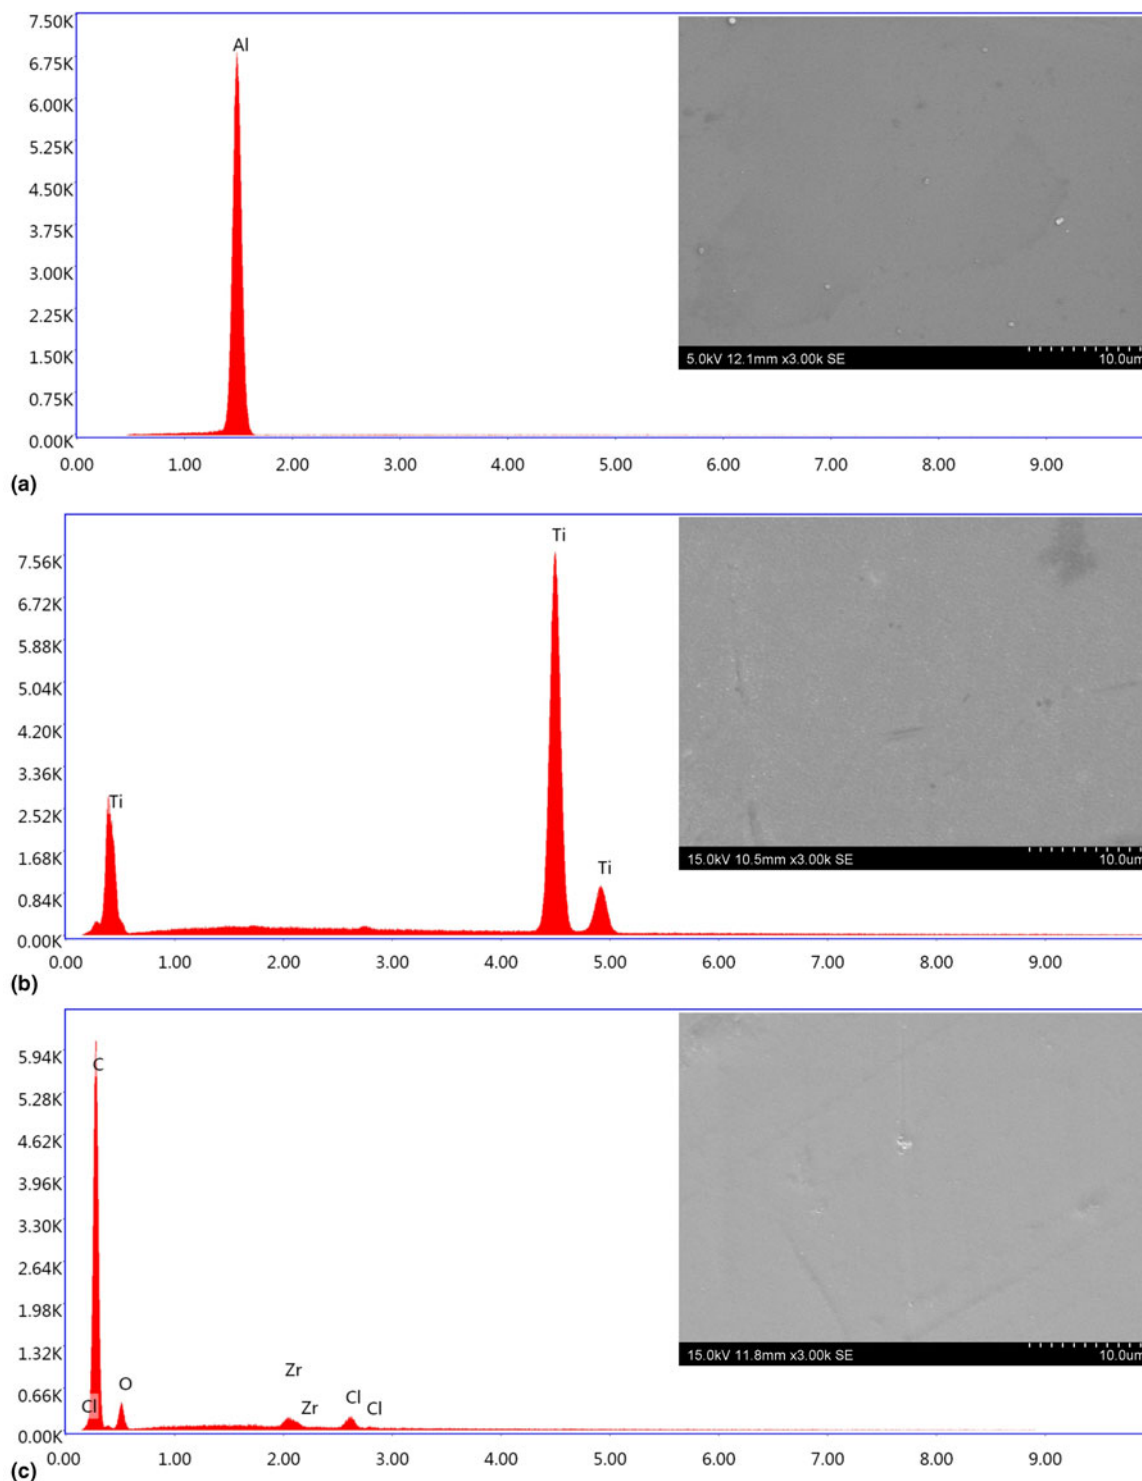 7.50K
Al
6.75K
6.00K
5.25K
4.50K
3.75K
3.00K
2.25K
1.50K
0.75K
0.00K
5.0kV 12.1mm x3.00k SE 10.0um
0.00 1.00 2.00 3.00 4.00 5.00 6.00 7.00 8.00 9.00
(a)
Ti
7.56K
6.72K
5.88K
5.04K
4.20K
3.36K
Ti
2.52K
1.68K
Ti
0.84K
0.00K
15.0kV 10.5mm x3.00k SE 10.0um
0.00 1.00 2.00 3.00 4.00 5.00 6.00 7.00 8.00 9.00
(b)
5.94K
C
5.28K
4.62K
3.96K
3.30K
2.64K
1.98K
1.32K
Zr
O
0.66K
Cl
Cl
Zr
Cl
0.00K
15.0kV 11.8mm x3.00k SE 10.0um
0.00 1.00 2.00 3.00 4.00 5.00 6.00 7.00 8.00 9.00
(c)